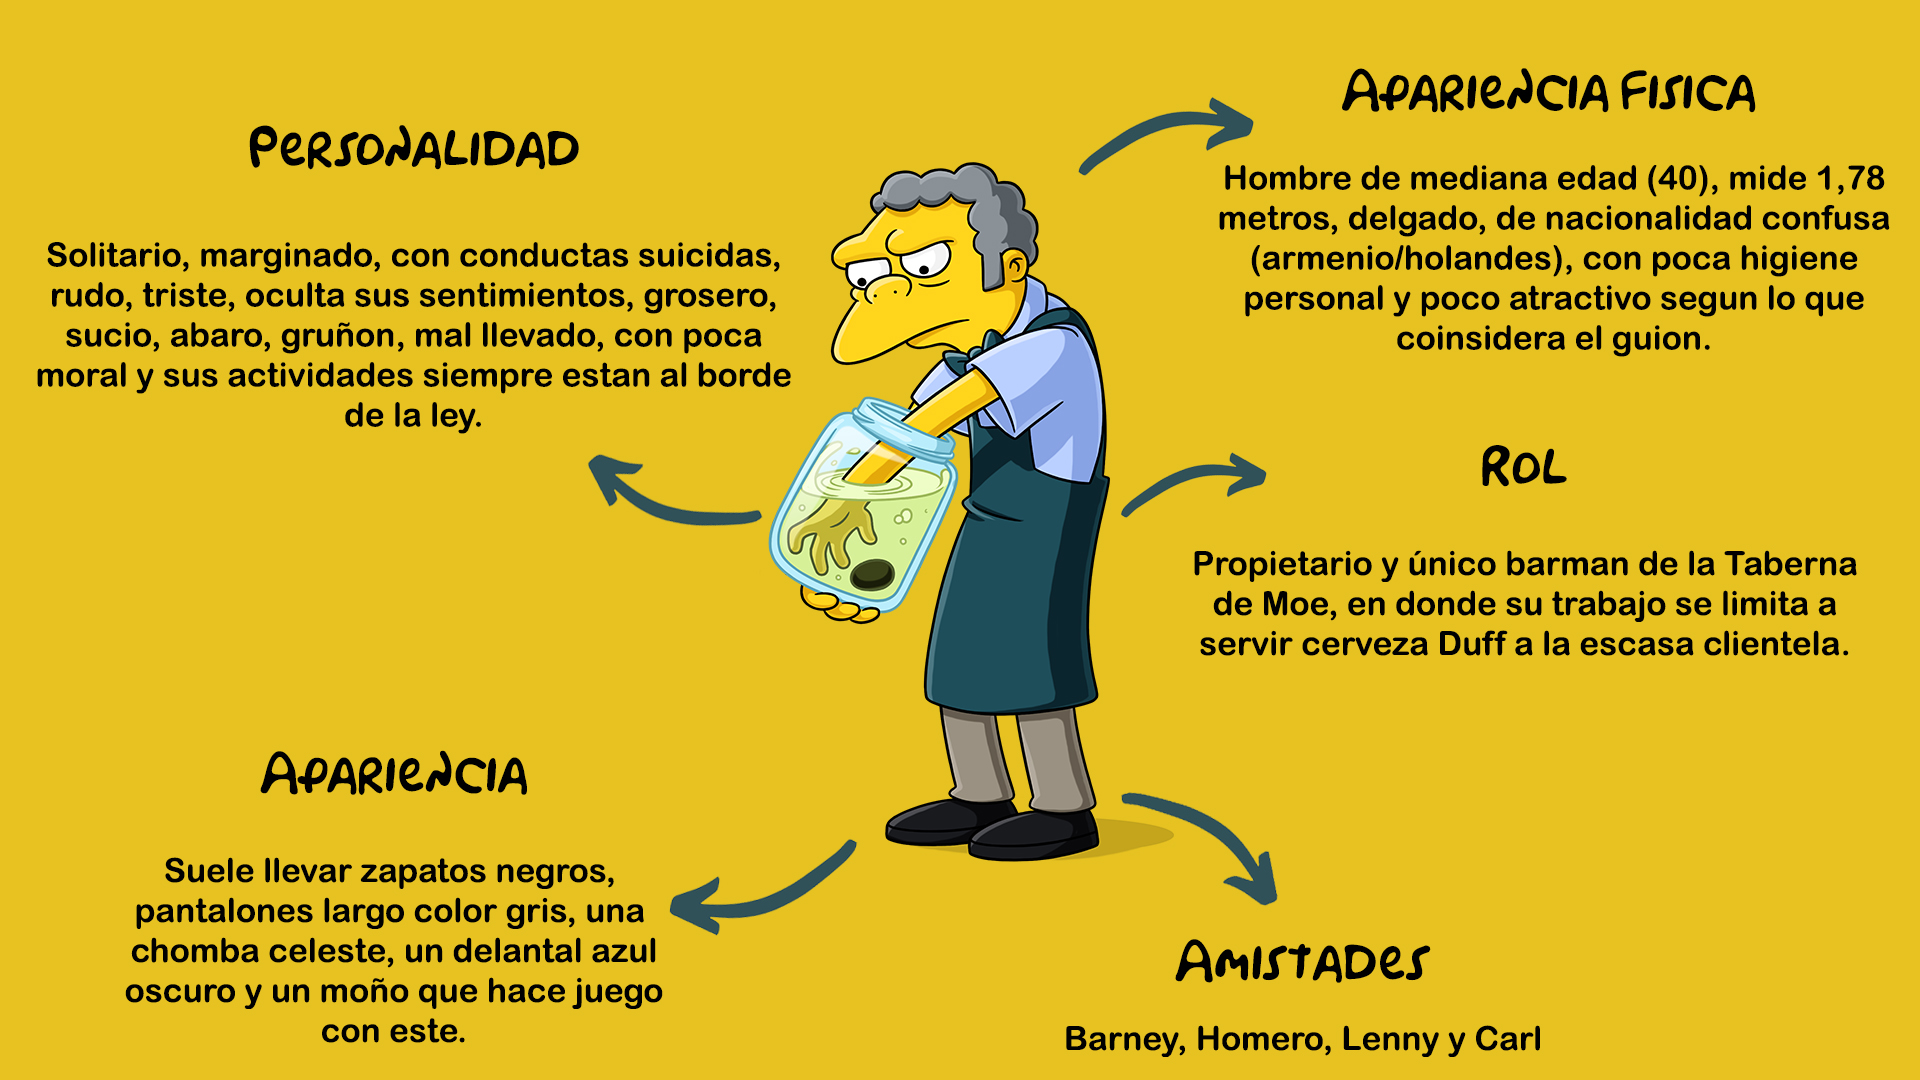 PERSONALIDAD
Solitario, marginado, con conductas suicidas,
rudo, triste, oculta sus sentimientos, grosero,
sucio, abaro, gruñon, mal llevado, con poca
moral y sus actividades siempre estan al borde
de la ley.
APARIENCIA FISICA
Hombre de mediana edad (40), mide 1,78
metros, delgado, de nacionalidad confusa
(armenio/holandes), con poca higiene
personal y poco atractivo segun lo que
coinsidera el guion.
ROL
Propietario y único barman de la Taberna
de Moe, en donde su trabajo se limita a
servir cerveza Duff a la escasa clientela.
APARIENCIA
Suele llevar zapatos negros,
pantalones largo color gris, una
chomba celeste, un delantal azul
oscuro y un moño que hace juego
con este.
AMISTADES
Barney, Homero, Lenny y Carl